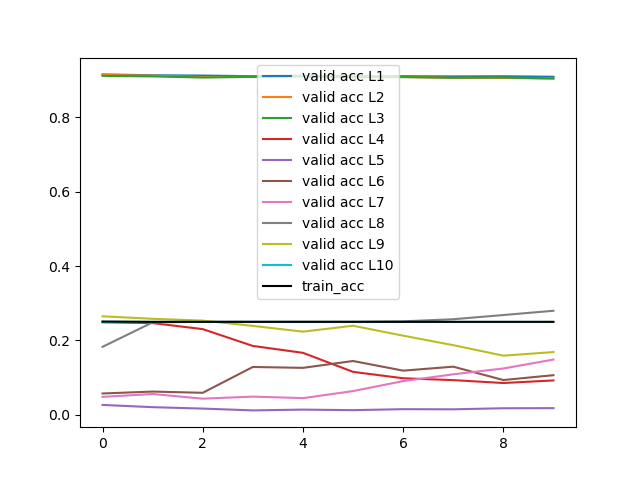 valid acc L1
valid acc L2
valid acc L3
valid acc L4
valid acc L5
valid acc L6
valid acc L7
valid acc L8
valid acc L9
valid acc L10
train_acc
0.8
0.6
0.4
0.2
0.0
0 2 4 6 8